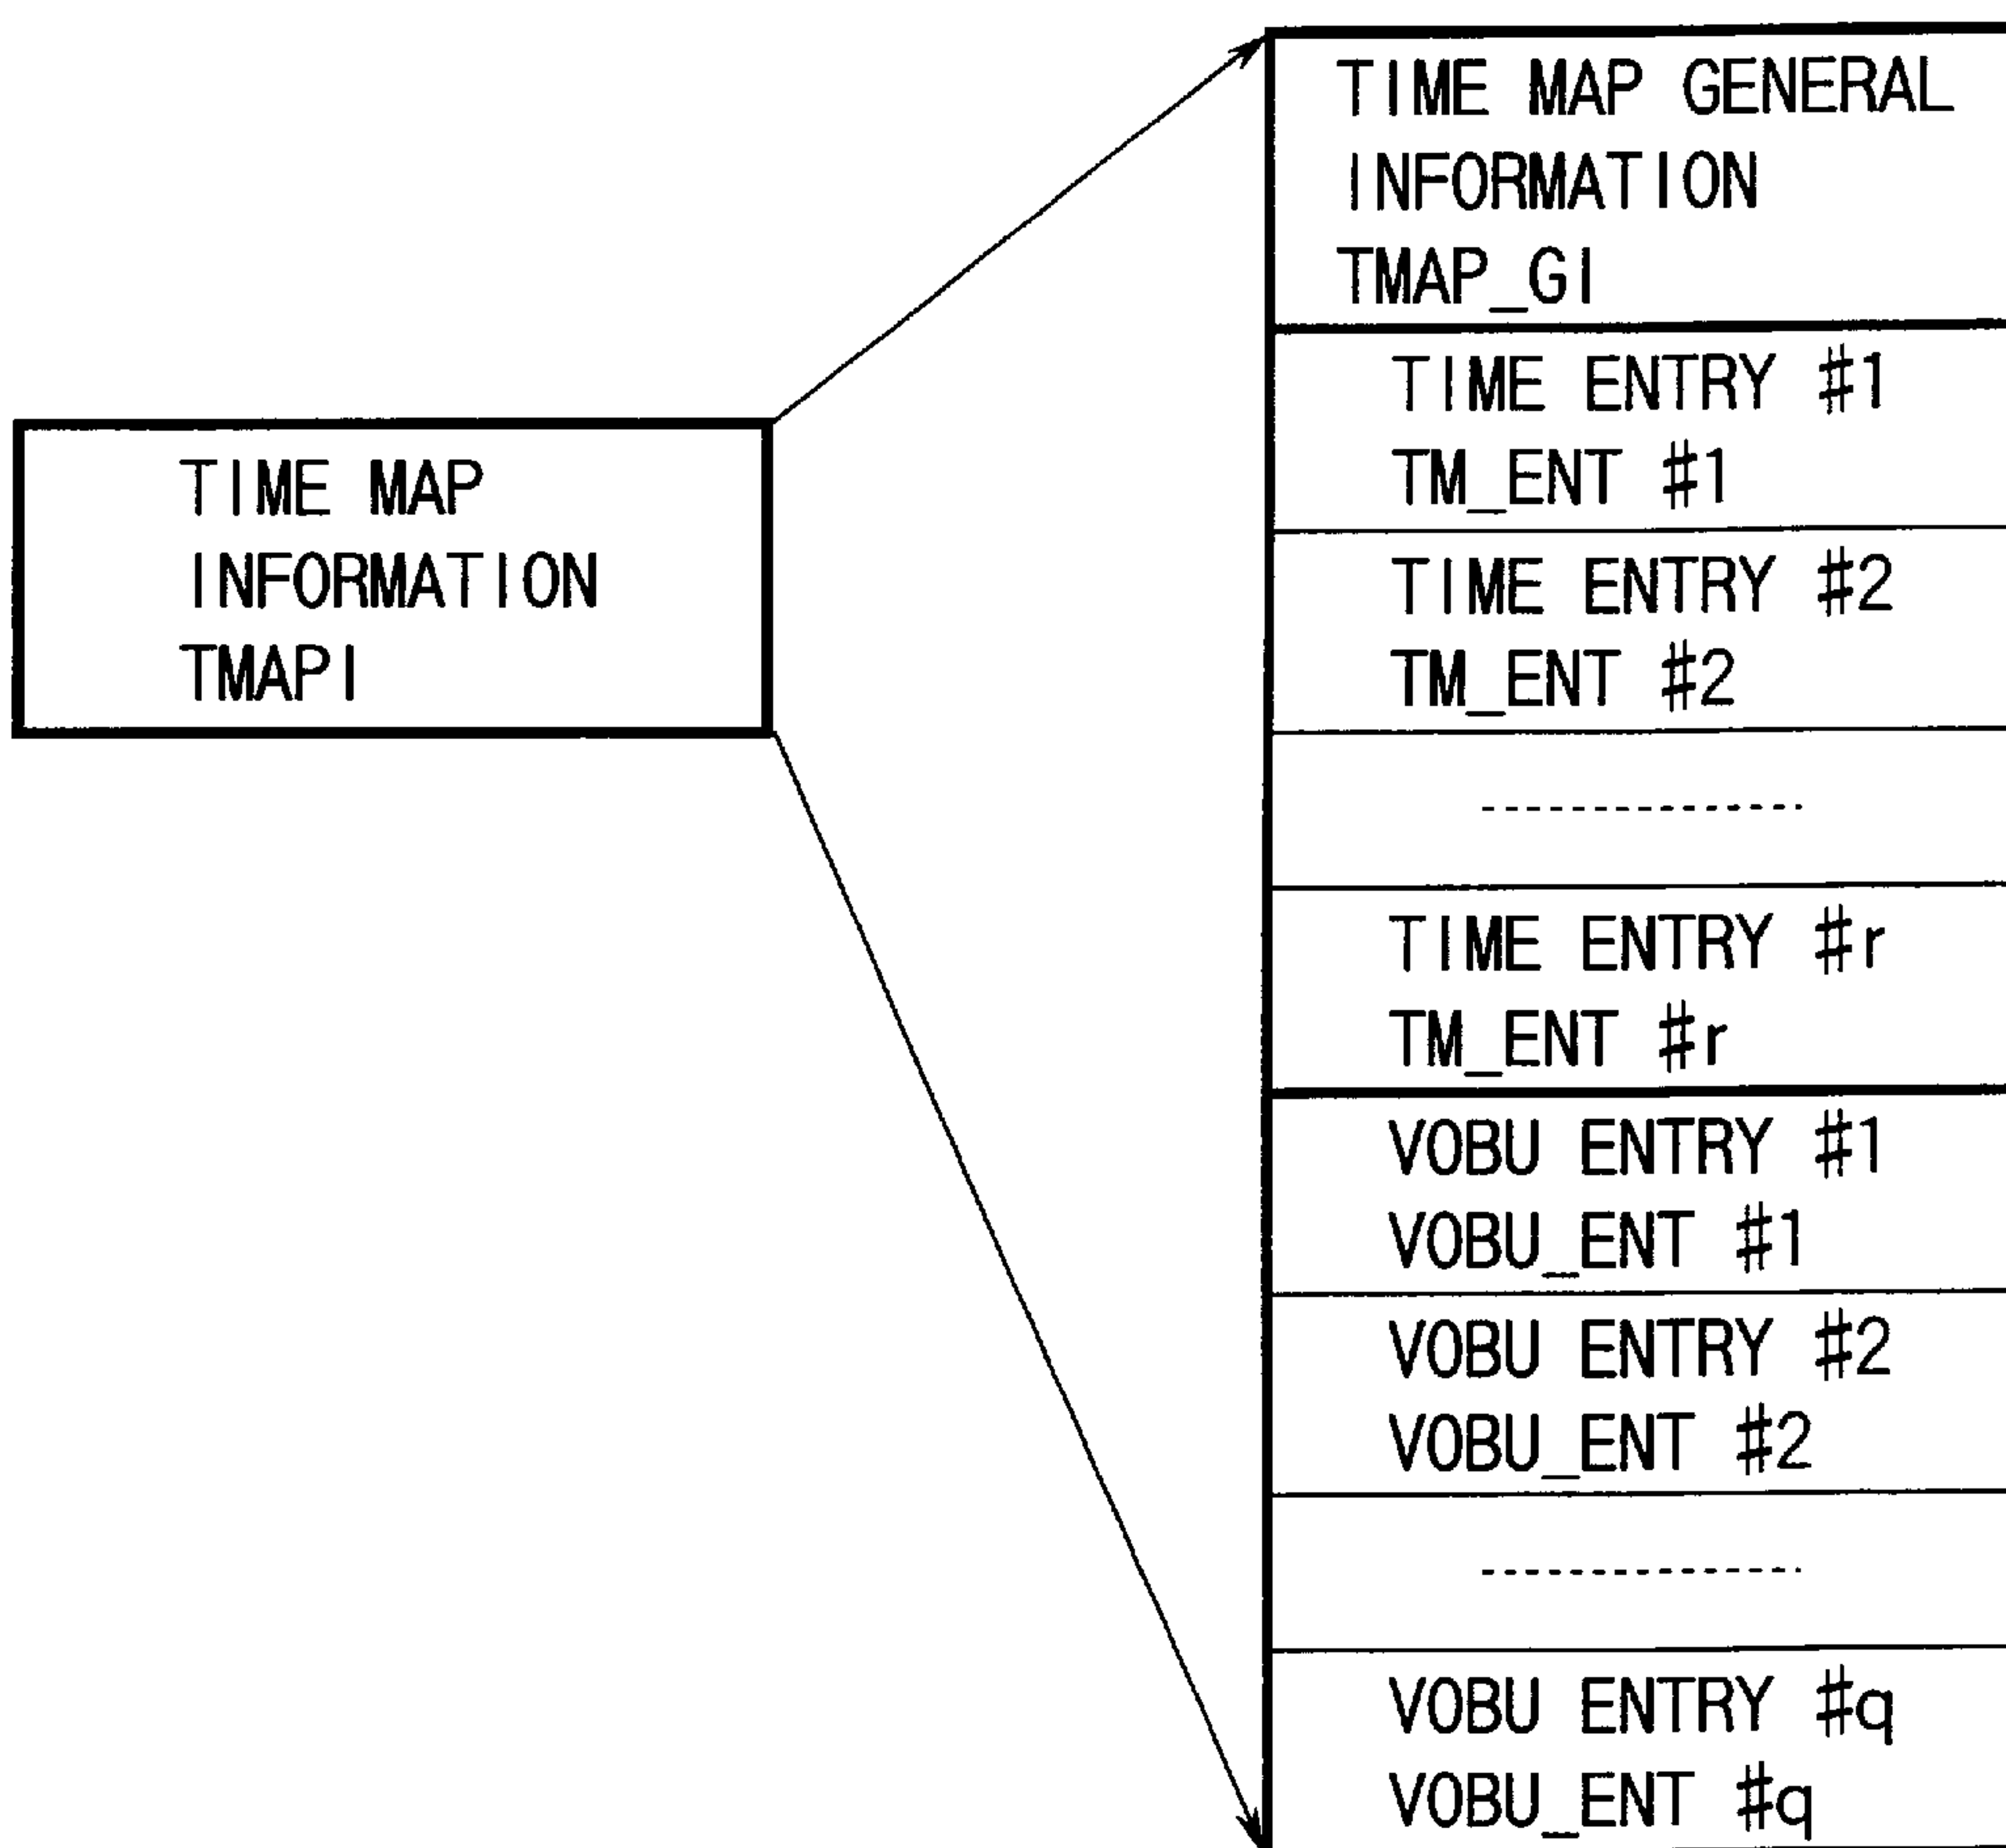 TIME MAP
INFORMATION
TMAPI
TIME MAP GENERAL
INFORMATION
TMAP_GI
TIME ENTRY #1
TM_ENT #1
TIME ENTRY #2
TM_ENT #2
TIME ENTRY #r
TM_ENT #r
VOBU ENTRY #1
VOBU_ENT #1
VOBU ENTRY #2
VOBU_ENT #2
VOBU ENTRY #q
VOBU_ENT #q